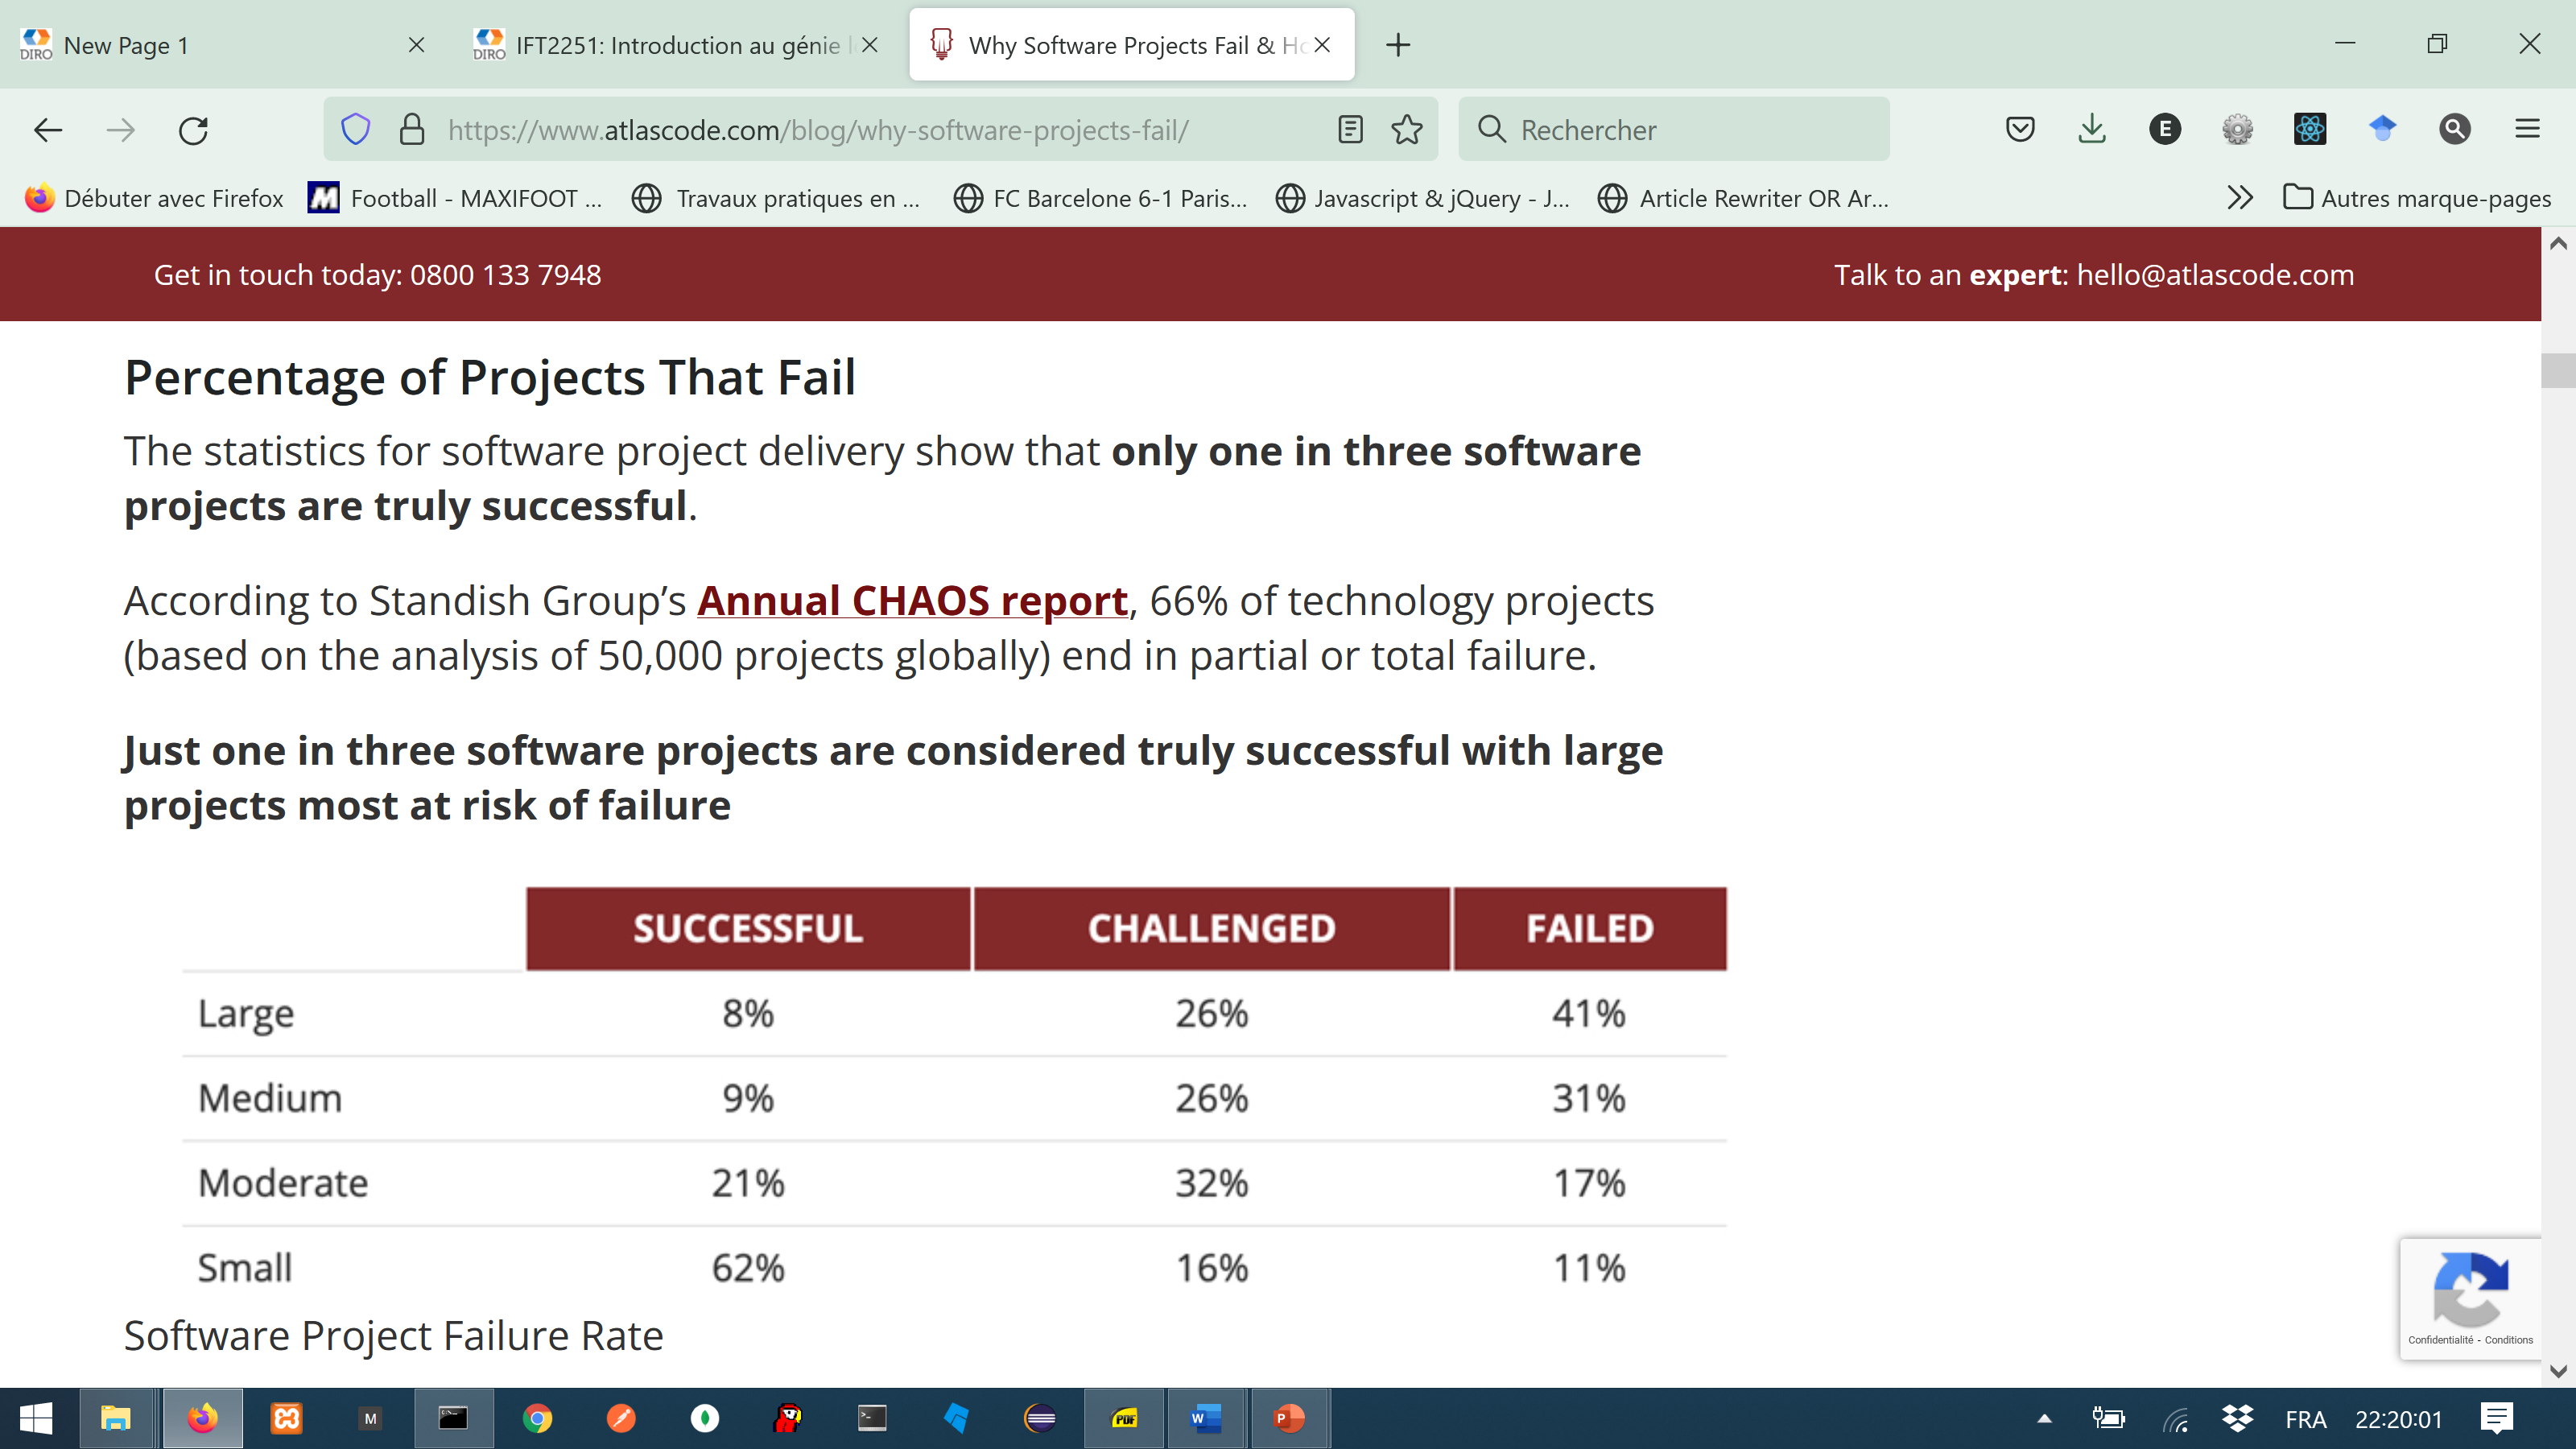 New Page 1
IFT2251: Introduction au génie l
Why Software Projects Fail & Ho
https://www.atlascode.com/blog/why-software-projects-fail/
Rechercher
Débuter avec Firefox
Football - MAXIFOOT ...
Travaux pratiques en ...
FC Barcelone 6-1 Paris...
Javascript & jQuery - J...
Article Rewriter OR Ar...
Autres marque-pages
Get in touch today: 0800 133 7948
Talk to an expert: hello@atlascode.com
Percentage of Projects That Fail
The statistics for software project delivery show that only one in three software
projects are truly successful.
According to Standish Group’s Annual CHAOS report, 66% of technology projects
(based on the analysis of 50,000 projects globally) end in partial or total failure.
Just one in three software projects are considered truly successful with large
projects most at risk of failure
SUCCESSFUL CHALLENGED FAILED
Large 8% 26% 41%
Medium 9% 26% 31%
Moderate 21% 32% 17%
Small 62% 16% 11%
Software Project Failure Rate
Confidentialité - Conditions
FRA 22:20:01